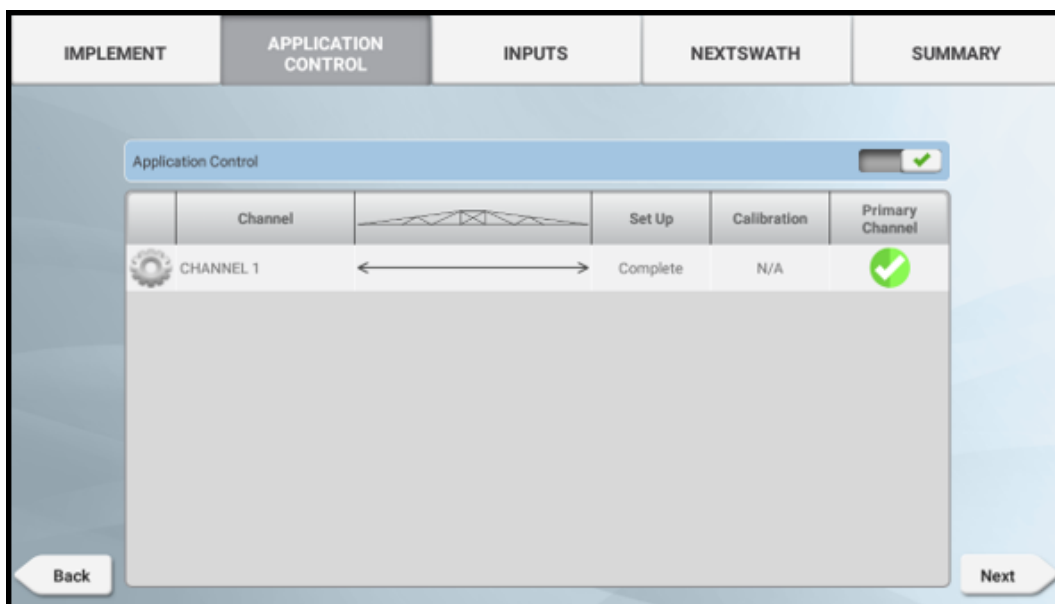 IMPLEMENT
APPLICATION
CONTROL
INPUTS
NEXTSWATH
SUMMARY
Application Control
Channel
Set Up
Calibration
Primary
Channel
CHANNEL 1
Complete
N/A
Back
Next